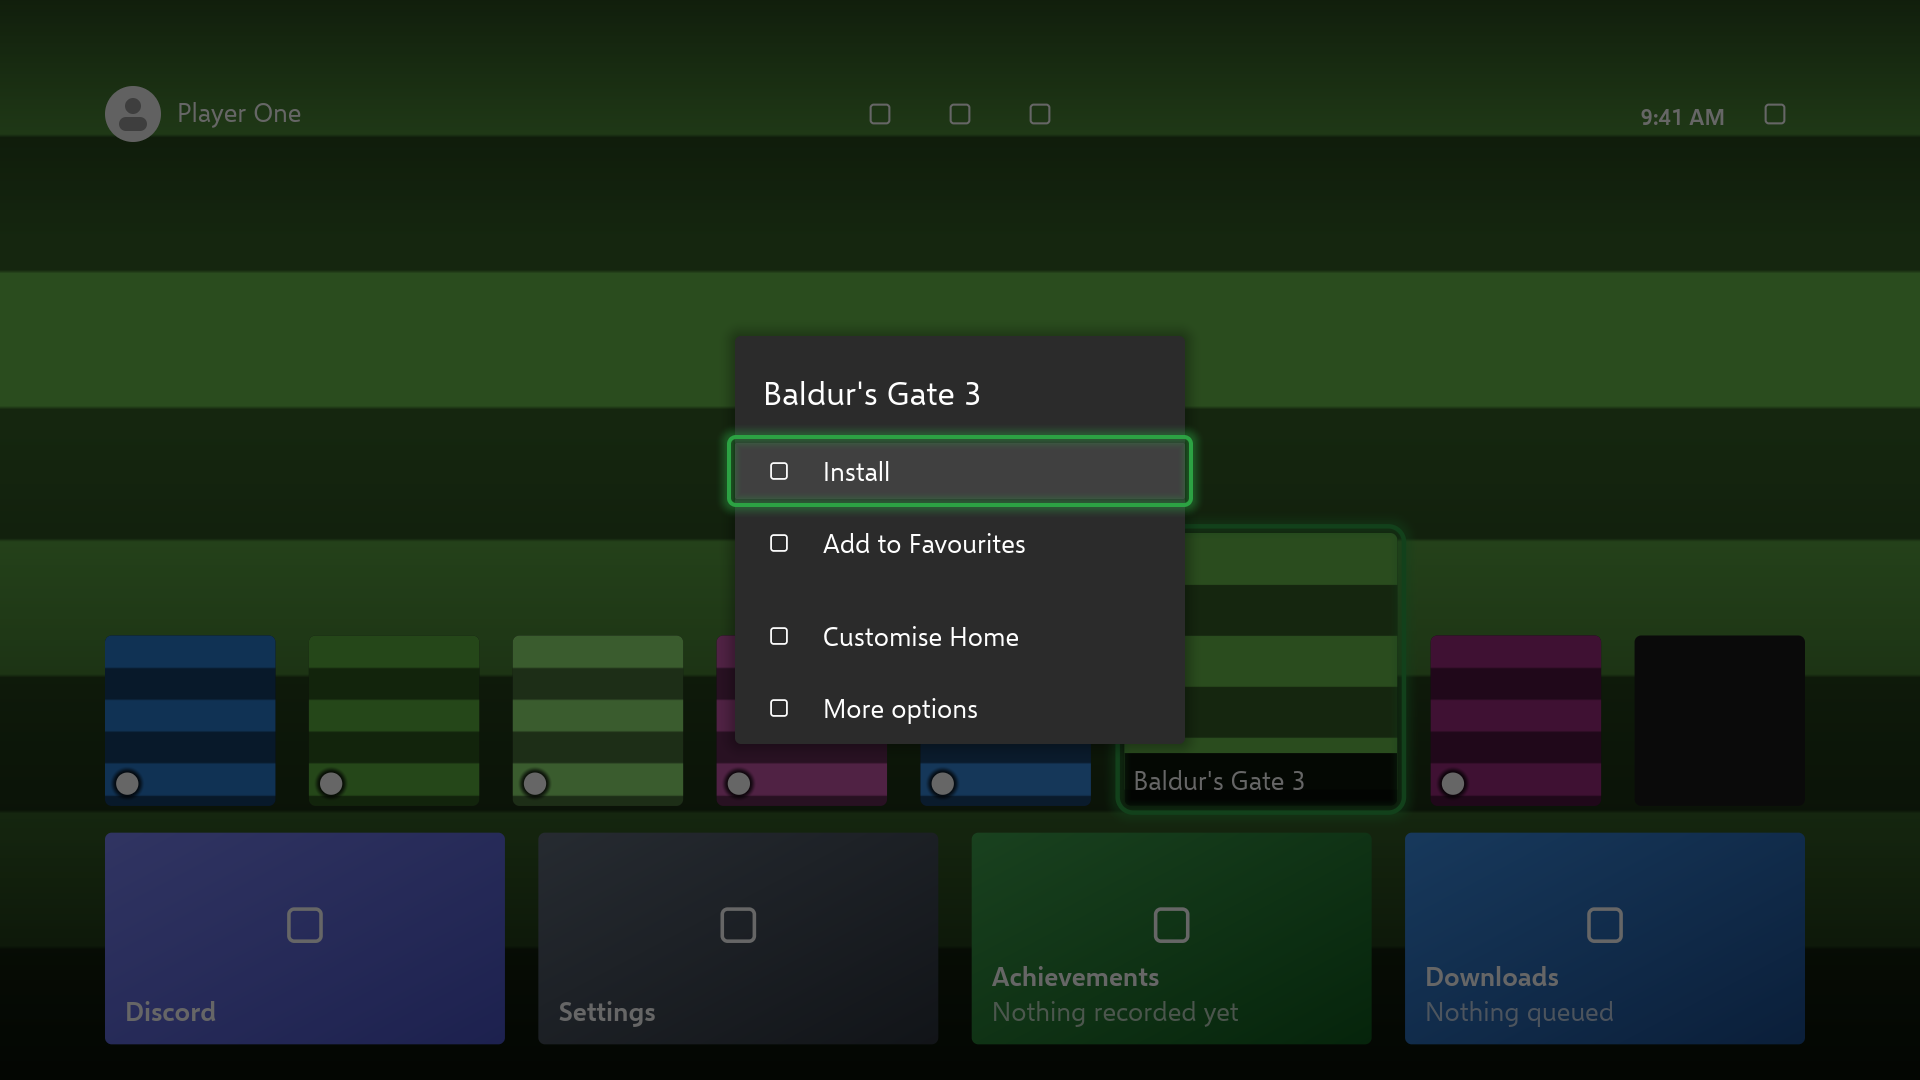 Player One
9:41 AM
Baldur's Gate 3
Install
Add to Favourites
Customise Home
More options
Baldur's Gate 3
Discord
Settings
Achievements
Nothing recorded yet
Downloads
Nothing queued